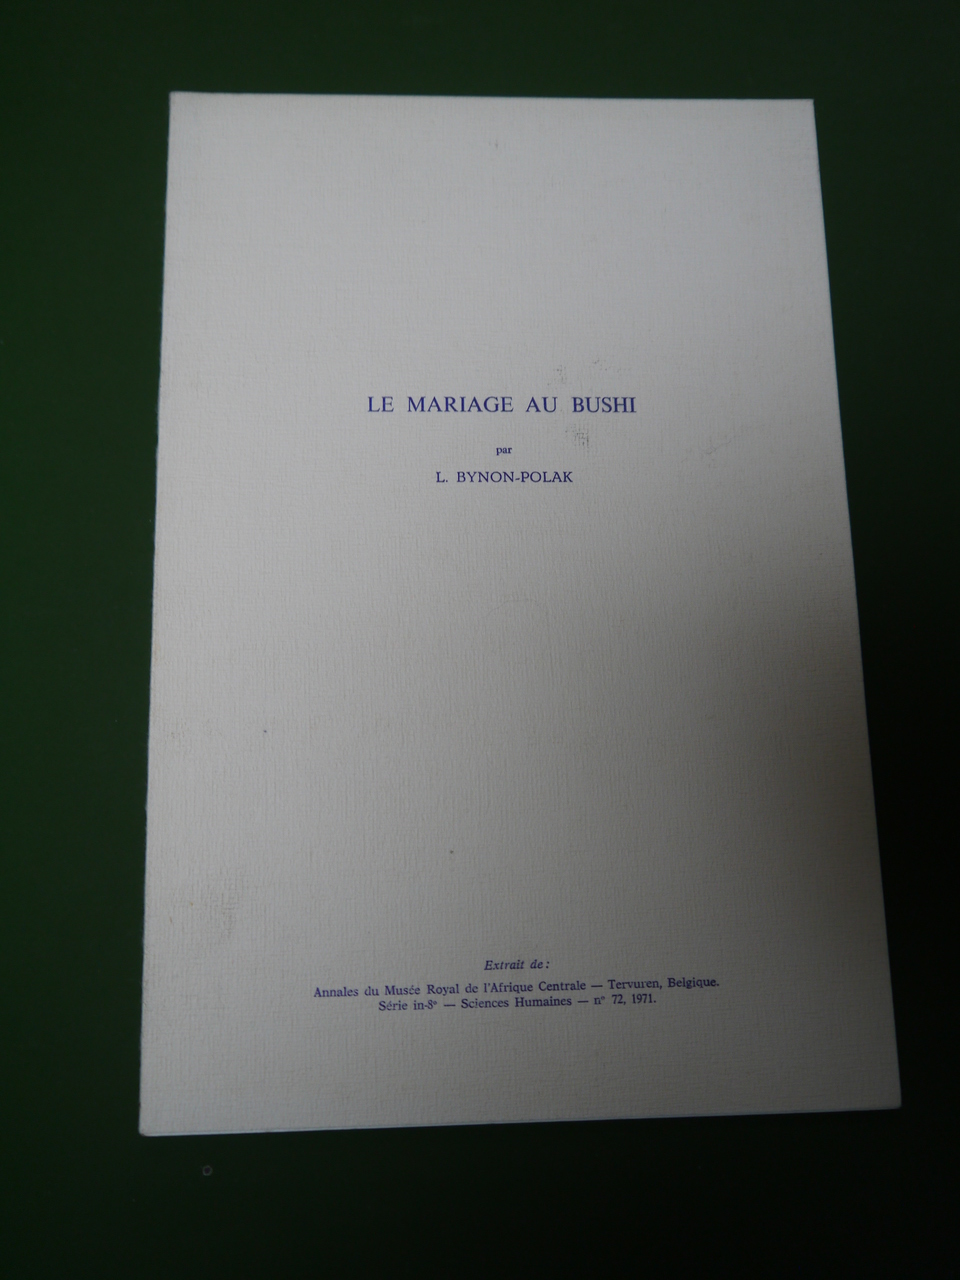 LE MARIAGE AU BUSHI
par
L. BYNON-POLAK
Extrait de :
Annales du Musée Royal de l'Afrique Centrale — Tervuren, Belgique.
Série in-8° — Sciences Humaines — n° 72, 1971.